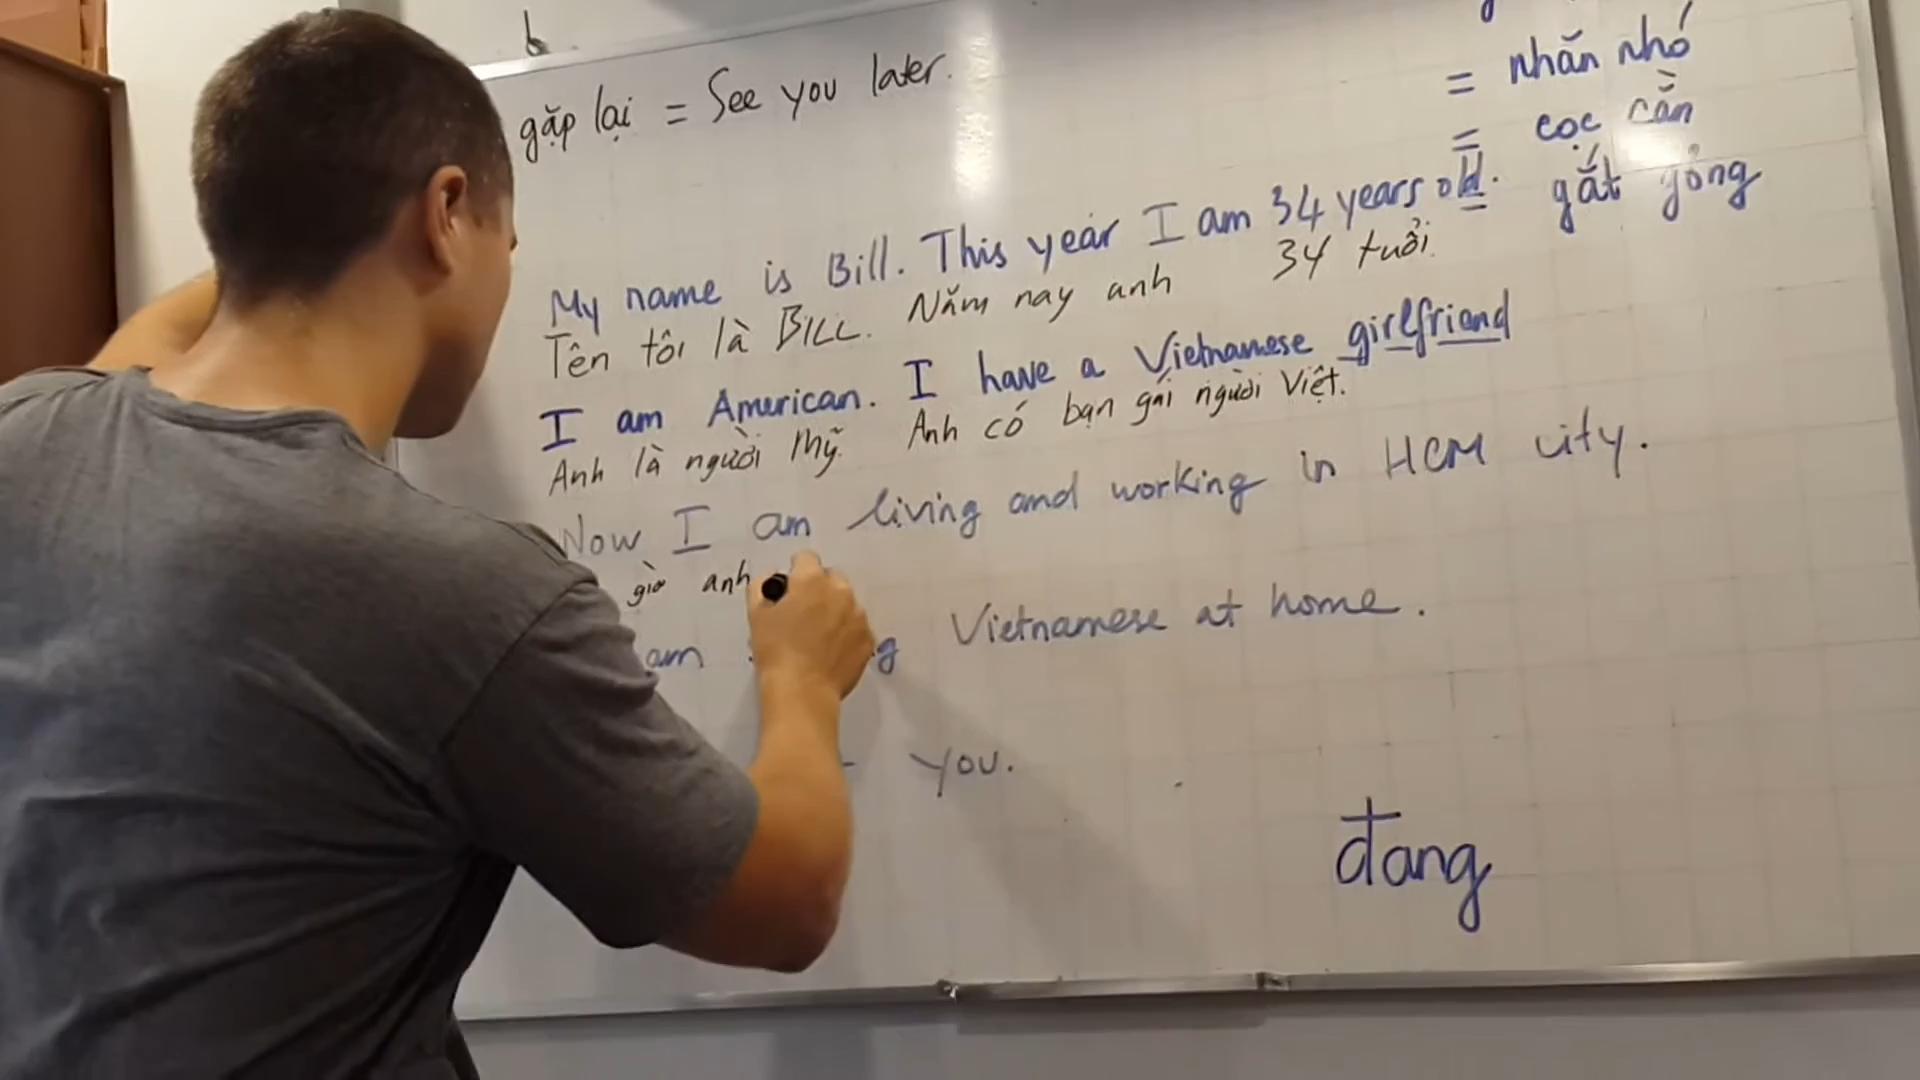 gặp lại = See you later.
= nhăn nhó
= cọc cằn
= gắt gỏng
My name is Bill. This year I am 34 years old.
Tên tôi là BILL. Năm nay anh 34 tuổi.
I am American. I have a Vietnamese girlfriend
Anh là người Mỹ. Anh có bạn gái người Việt.
Now I am living and working in HCM city.
giờ anh
am Vietnamese at home.
you.
đang